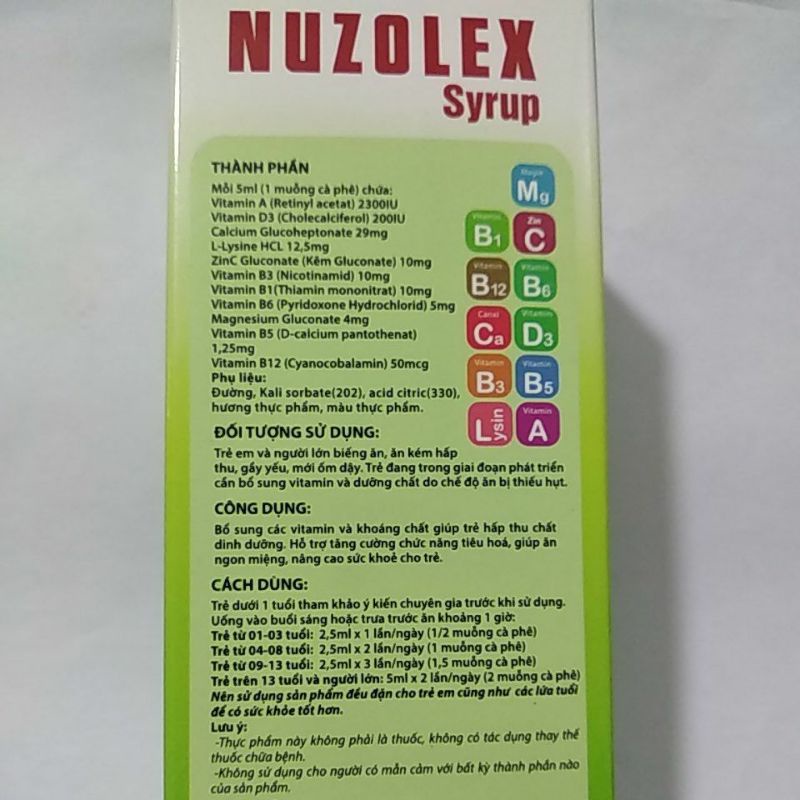 NUZOLEX
Syrup
THÀNH PHẦN
Mỗi 5ml (1 muỗng cà phê) chứa:
Vitamin A (Retinyl acetat) 2300IU
Vitamin D3 (Cholecalciferol) 200IU
Calcium Glucoheptonate 29mg
L-Lysine HCL 12,5mg
ZinC Gluconate (Kẽm Gluconate) 10mg
Vitamin B3 (Nicotinamid) 10mg
Vitamin B1(Thiamin mononitrat) 10mg
Vitamin B6 (Pyridoxone Hydrochlorid) 5mg
Magnesium Gluconate 4mg
Vitamin B5 (D-calcium pantothenat)
1,25mg
Vitamin B12 (Cyanocobalamin) 50mcg
Phụ liệu:
Đường, Kali sorbate(202), acid citric(330),
hương thực phẩm, màu thực phẩm.
Magie
Mg
Vitamin
B1
Zin
C
Vitamin
B12
Vitamin
B6
Canxi
Ca
Vitamin
D3
Vitamin
B3
Vitamin
B5
Lysin
Vitamin
A
ĐỐI TƯỢNG SỬ DỤNG:
Trẻ em và người lớn biếng ăn, ăn kém hấp
thu, gầy yếu, mới ốm dậy. Trẻ đang trong giai đoạn phát triển
cần bổ sung vitamin và dưỡng chất do chế độ ăn bị thiếu hụt.
CÔNG DỤNG:
Bổ sung các vitamin và khoáng chất giúp trẻ hấp thu chất
dinh dưỡng. Hỗ trợ tăng cường chức năng tiêu hoá, giúp ăn
ngon miệng, nâng cao sức khoẻ cho trẻ.
CÁCH DÙNG:
Trẻ dưới 1 tuổi tham khảo ý kiến chuyên gia trước khi sử dụng.
Uống vào buổi sáng hoặc trưa trước ăn khoảng 1 giờ:
Trẻ từ 01-03 tuổi: 2,5ml x 1 lần/ngày (1/2 muỗng cà phê)
Trẻ từ 04-08 tuổi: 2,5ml x 2 lần/ngày (1 muỗng cà phê)
Trẻ từ 09-13 tuổi: 2,5ml x 3 lần/ngày (1,5 muỗng cà phê)
Trẻ trên 13 tuổi và người lớn: 5ml x 2 lần/ngày (2 muỗng cà phê)
Nên sử dụng sản phẩm đều đặn cho trẻ em cũng như các lứa tuổi
để có sức khỏe tốt hơn.
Lưu ý:
-Thực phẩm này không phải là thuốc, không có tác dụng thay thế
thuốc chữa bệnh.
-Không sử dụng cho người có mẫn cảm với bất kỳ thành phần nào
của sản phẩm.